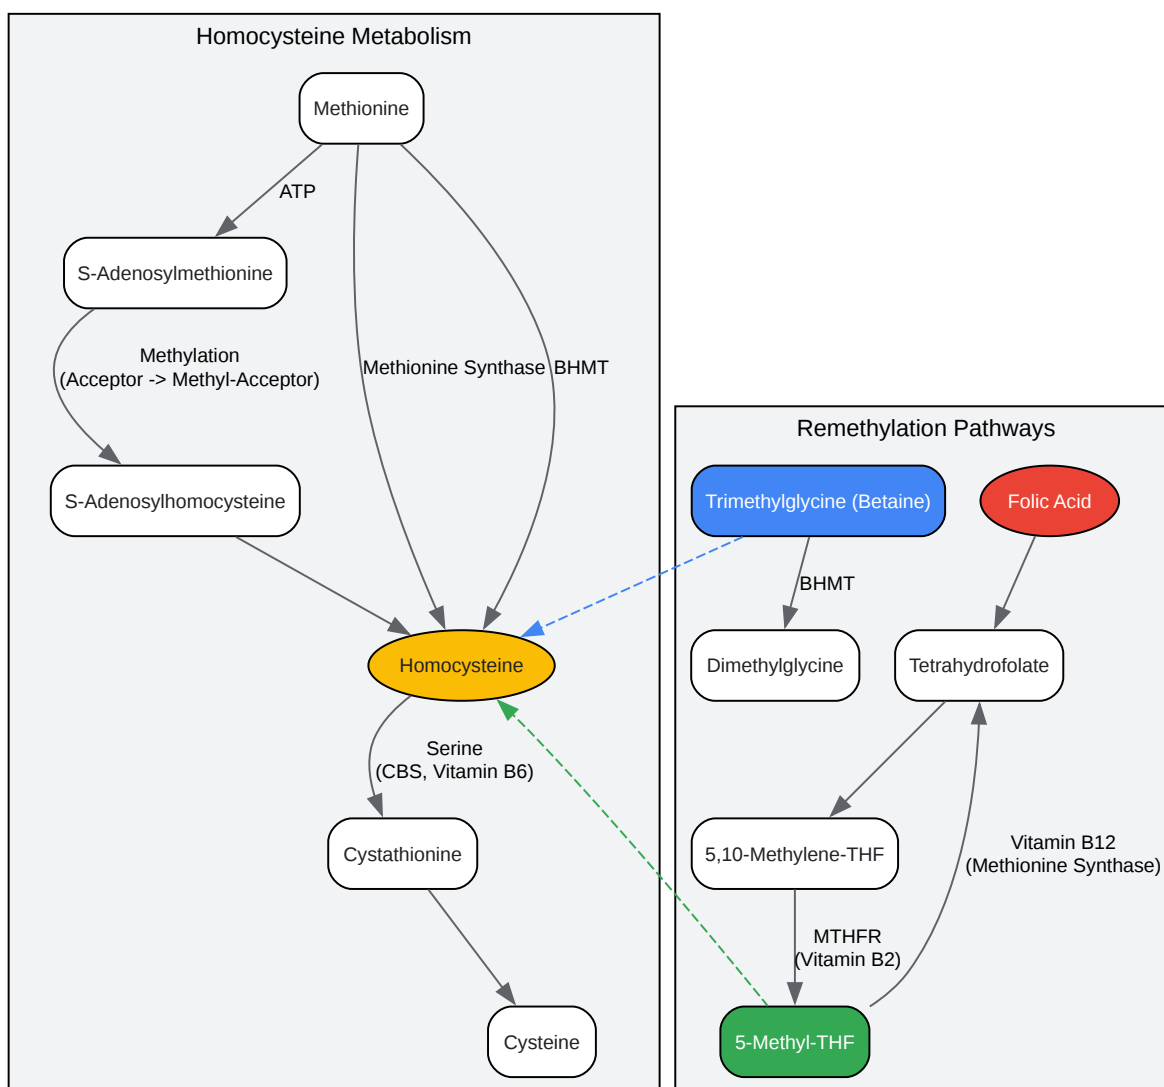 Homocysteine Metabolism
Methionine
ATP
S-Adenosylmethionine
Methylation
(Acceptor -> Methyl-Acceptor)
Methionine Synthase
BHMT
S-Adenosylhomocysteine
Homocysteine
Serine
(CBS, Vitamin B6)
Cystathionine
Cysteine
Remethylation Pathways
Trimethylglycine (Betaine)
Folic Acid
BHMT
Dimethylglycine
Tetrahydrofolate
5,10-Methylene-THF
Vitamin B12
(Methionine Synthase)
MTHFR
(Vitamin B2)
5-Methyl-THF